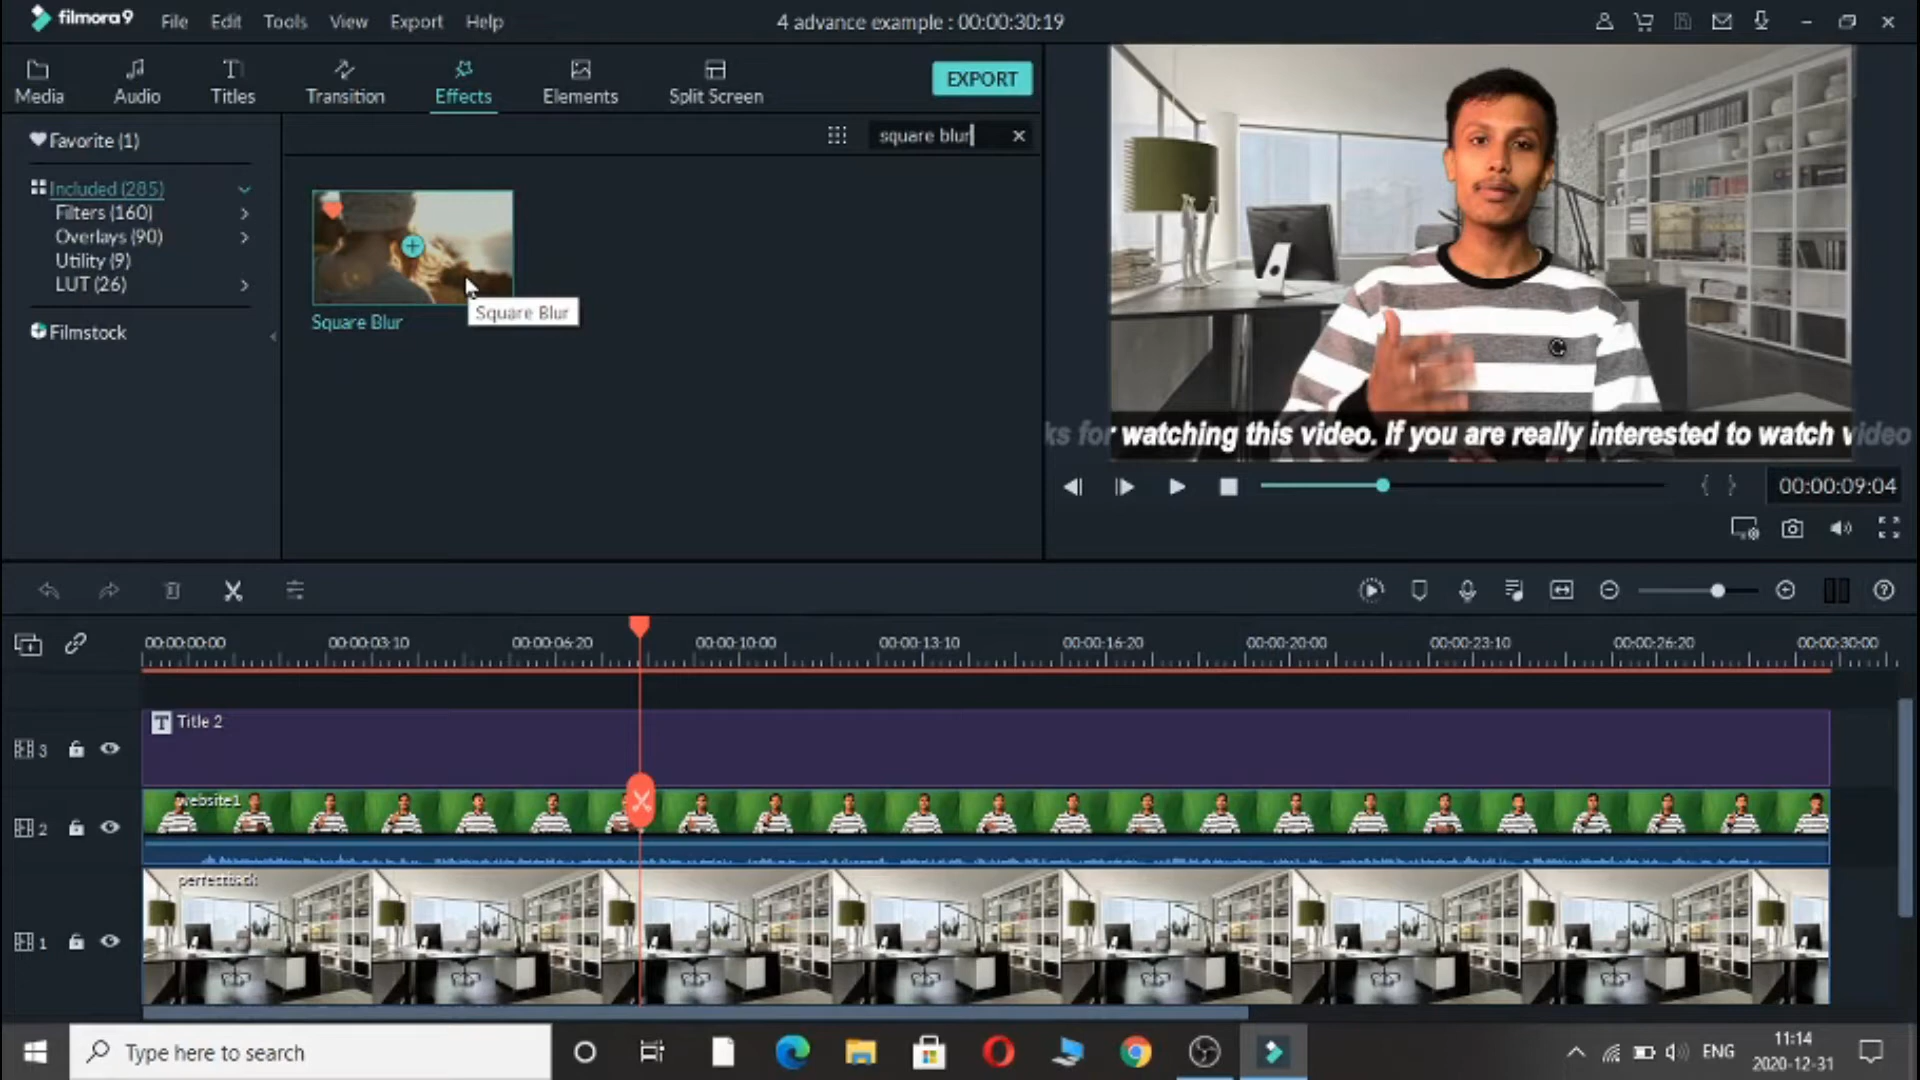 filmora9
File Edit Tools View Export Help
4 advance example : 00:00:30:19
Media
Audio
Titles
Transition
Effects
Elements
Split Screen
EXPORT
Favorite (1)
square blur
Included (285)
Filters (160)
Overlays (90)
Utility (9)
LUT (26)
Filmstock
Square Blur
Square Blur
ks for watching this video. If you are really interested to watch video
00:00:09:04
00:00:00:00 00:00:03:10 00:00:06:20 00:00:10:00 00:00:13:10 00:00:16:20 00:00:20:00 00:00:23:10 00:00:26:20 00:00:30:00
T Title 2
3
website1
2
perfectback
1
Type here to search
ENG
11:14
2020-12-31